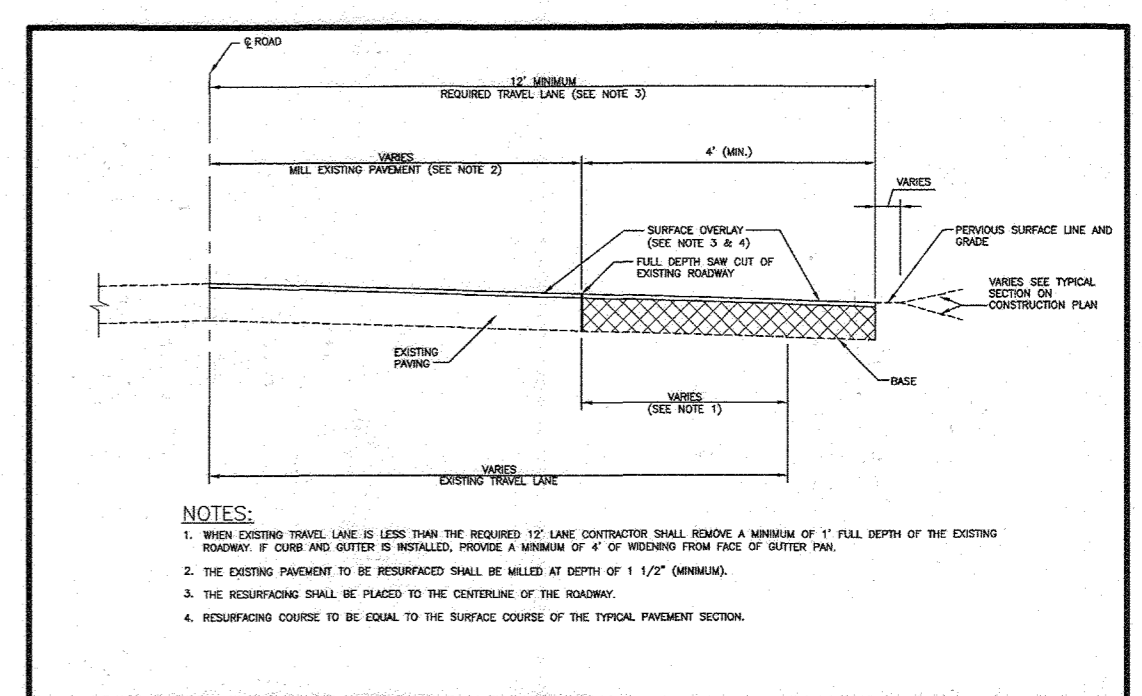 ℄ ROAD
12' MINIMUM
REQUIRED TRAVEL LANE (SEE NOTE 3)
VARIES
MILL EXISTING PAVEMENT (SEE NOTE 2)
4' (MIN.)
VARIES
SURFACE OVERLAY
(SEE NOTE 3 & 4)
FULL DEPTH SAW CUT OF
EXISTING ROADWAY
PERVIOUS SURFACE LINE AND
GRADE
VARIES SEE TYPICAL
SECTION ON
CONSTRUCTION PLAN
EXISTING
PAVING
BASE
VARIES
(SEE NOTE 1)
VARIES
EXISTING TRAVEL LANE
NOTES:
1. WHEN EXISTING TRAVEL LANE IS LESS THAN THE REQUIRED 12' LANE CONTRACTOR SHALL REMOVE A MINIMUM OF 1' FULL DEPTH OF THE EXISTING
ROADWAY. IF CURB AND GUTTER IS INSTALLED, PROVIDE A MINIMUM OF 4' OF WIDENING FROM FACE OF GUTTER PAN.
2. THE EXISTING PAVEMENT TO BE RESURFACED SHALL BE MILLED AT DEPTH OF 1 1/2" (MINIMUM).
3. THE RESURFACING SHALL BE PLACED TO THE CENTERLINE OF THE ROADWAY.
4. RESURFACING COURSE TO BE EQUAL TO THE SURFACE COURSE OF THE TYPICAL PAVEMENT SECTION.